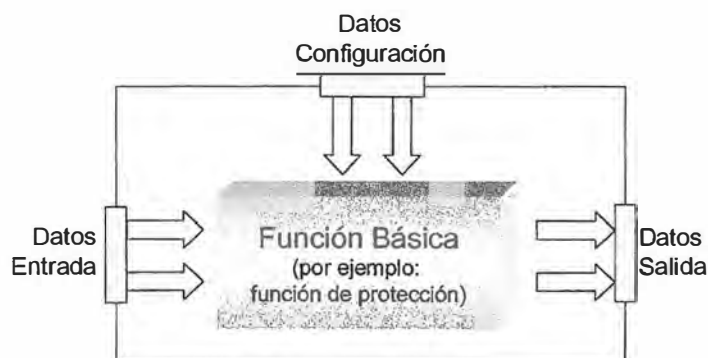 Datos
Configuración
Datos
Entrada
Función Básica
(por ejemplo:
función de protección)
Datos
Salida